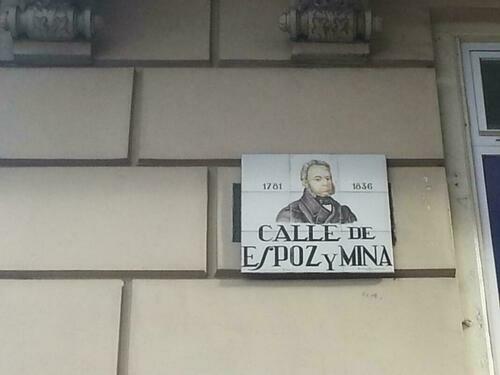 1781 1836
CALLE DE
ESPOZ Y MINA